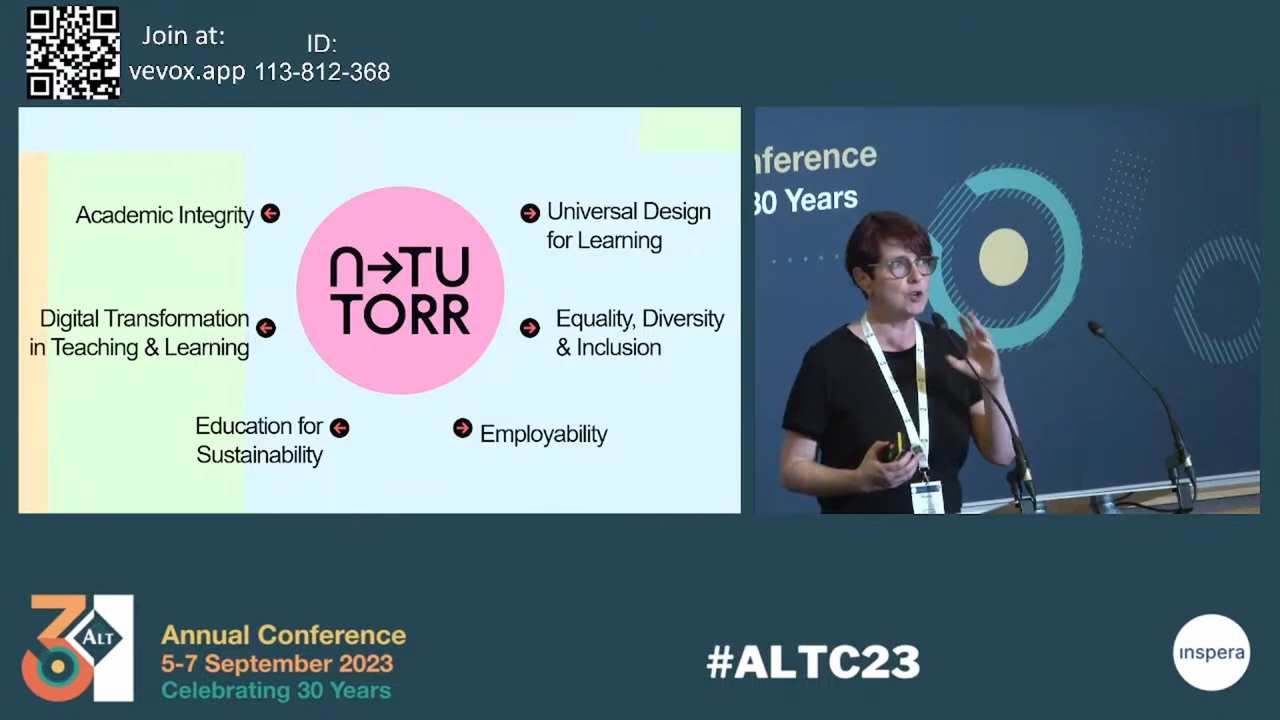 Join at:
ID:
vevox.app 113-812-368
Academic Integrity
Digital Transformation
in Teaching & Learning
Education for
Sustainability
n→TU
TORR
Universal Design
for Learning
Equality, Diversity
& Inclusion
Employability
nference
30 Years
ALT
Annual Conference
5-7 September 2023
Celebrating 30 Years
#ALTC23
inspera